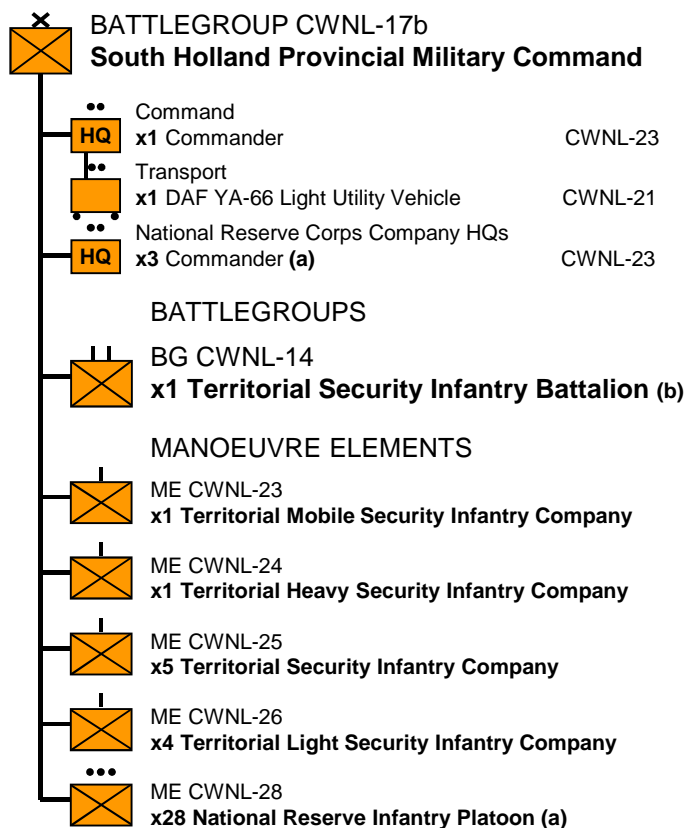 BATTLEGROUP CWNL-17b
South Holland Provincial Military Command
Command
HQ x1 Commander CWNL-23
Transport
x1 DAF YA-66 Light Utility Vehicle CWNL-21
National Reserve Corps Company HQs
HQ x3 Commander (a) CWNL-23
BATTLEGROUPS
BG CWNL-14
x1 Territorial Security Infantry Battalion (b)
MANOEUVRE ELEMENTS
ME CWNL-23
x1 Territorial Mobile Security Infantry Company
ME CWNL-24
x1 Territorial Heavy Security Infantry Company
ME CWNL-25
x5 Territorial Security Infantry Company
ME CWNL-26
x4 Territorial Light Security Infantry Company
ME CWNL-28
x28 National Reserve Infantry Platoon (a)